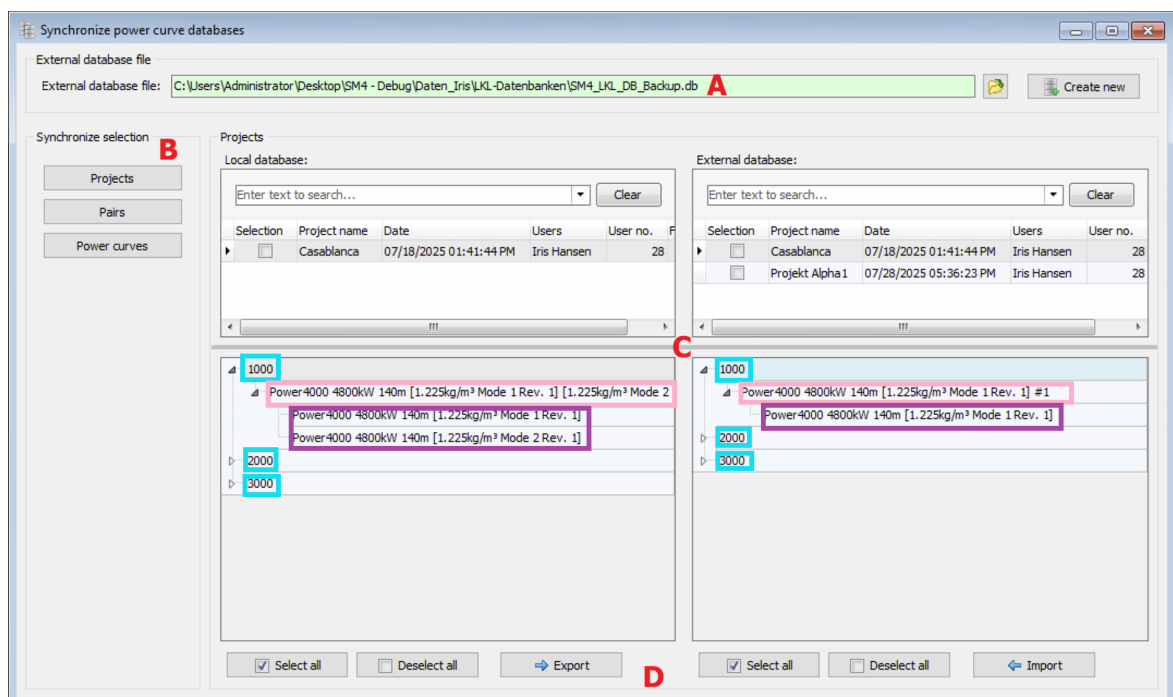 Synchronize power curve databases
External database file
External database file: C:\Users\Administrator\Desktop\SM4 - Debug\Daten_Iris\LKL-Datenbanken\SM4_LKL_DB_Backup.db A Create new
Synchronize selection B
Projects
Pairs
Power curves
Projects
Local database:
Enter text to search... Clear
Selection Project name Date Users User no. F
Casablanca 07/18/2025 01:41:44 PM Iris Hansen 28
External database:
Enter text to search... Clear
Selection Project name Date Users User no.
Casablanca 07/18/2025 01:41:44 PM Iris Hansen 28
Projekt Alpha1 07/28/2025 05:36:23 PM Iris Hansen 28
C
1000
Power4000 4800kW 140m [1.225kg/m³ Mode 1 Rev. 1] [1.225kg/m³ Mode 2
Power4000 4800kW 140m [1.225kg/m³ Mode 1 Rev. 1]
Power4000 4800kW 140m [1.225kg/m³ Mode 2 Rev. 1]
2000
3000
1000
Power4000 4800kW 140m [1.225kg/m³ Mode 1 Rev. 1] #1
Power4000 4800kW 140m [1.225kg/m³ Mode 1 Rev. 1]
2000
3000
Select all Deselect all Export D Select all Deselect all Import